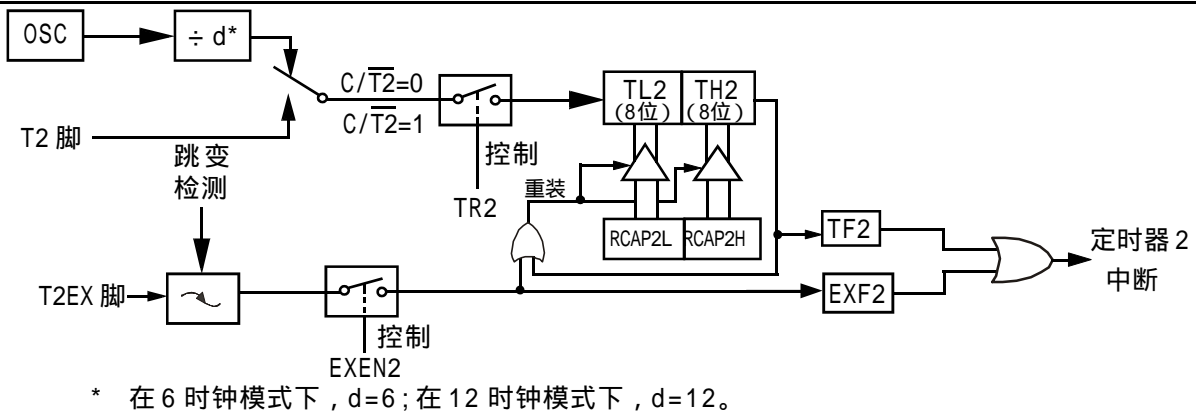 OSC
÷ d*
C/T2=0
C/T2=1
T2 脚
跳变
检测
控制
TR2
TL2
(8位)
TH2
(8位)
重装
RCAP2L
RCAP2H
TF2
定时器 2
中断
T2EX 脚
EXF2
控制
EXEN2
* 在 6 时钟模式下，d=6；在 12 时钟模式下，d=12。